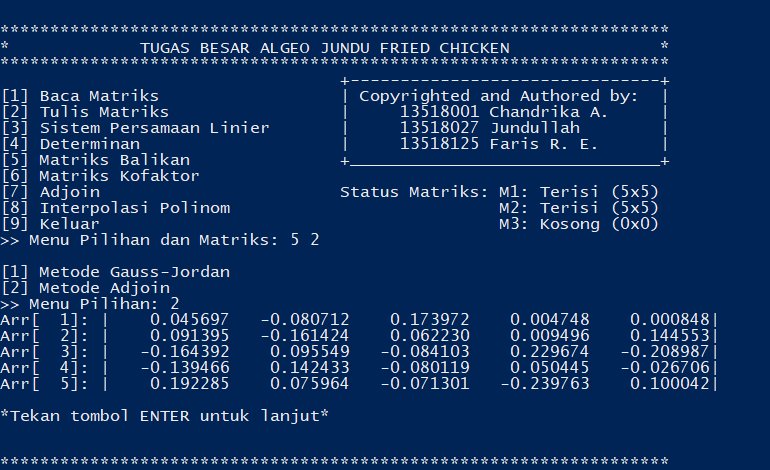 *******************************************************************
* TUGAS BESAR ALGEO JUNDU FRIED CHICKEN *
*******************************************************************
+-------------------------------+
[1] Baca Matriks | Copyrighted and Authored by: |
[2] Tulis Matriks | 13518001 Chandrika A. |
[3] Sistem Persamaan Linier | 13518027 Jundullah |
[4] Determinan | 13518125 Faris R. E. |
[5] Matriks Balikan +_______________________________+
[6] Matriks Kofaktor
[7] Adjoin Status Matriks: M1: Terisi (5x5)
[8] Interpolasi Polinom M2: Terisi (5x5)
[9] Keluar M3: Kosong (0x0)
>> Menu Pilihan dan Matriks: 5 2
[1] Metode Gauss-Jordan
[2] Metode Adjoin
>> Menu Pilihan: 2
Arr[ 1]: | 0.045697 -0.080712 0.173972 0.004748 0.000848|
Arr[ 2]: | 0.091395 -0.161424 0.062230 0.009496 0.144553|
Arr[ 3]: | -0.164392 0.095549 -0.084103 0.229674 -0.208987|
Arr[ 4]: | -0.139466 0.142433 -0.080119 0.050445 -0.026706|
Arr[ 5]: | 0.192285 0.075964 -0.071301 -0.239763 0.100042|
*Tekan tombol ENTER untuk lanjut*
*******************************************************************